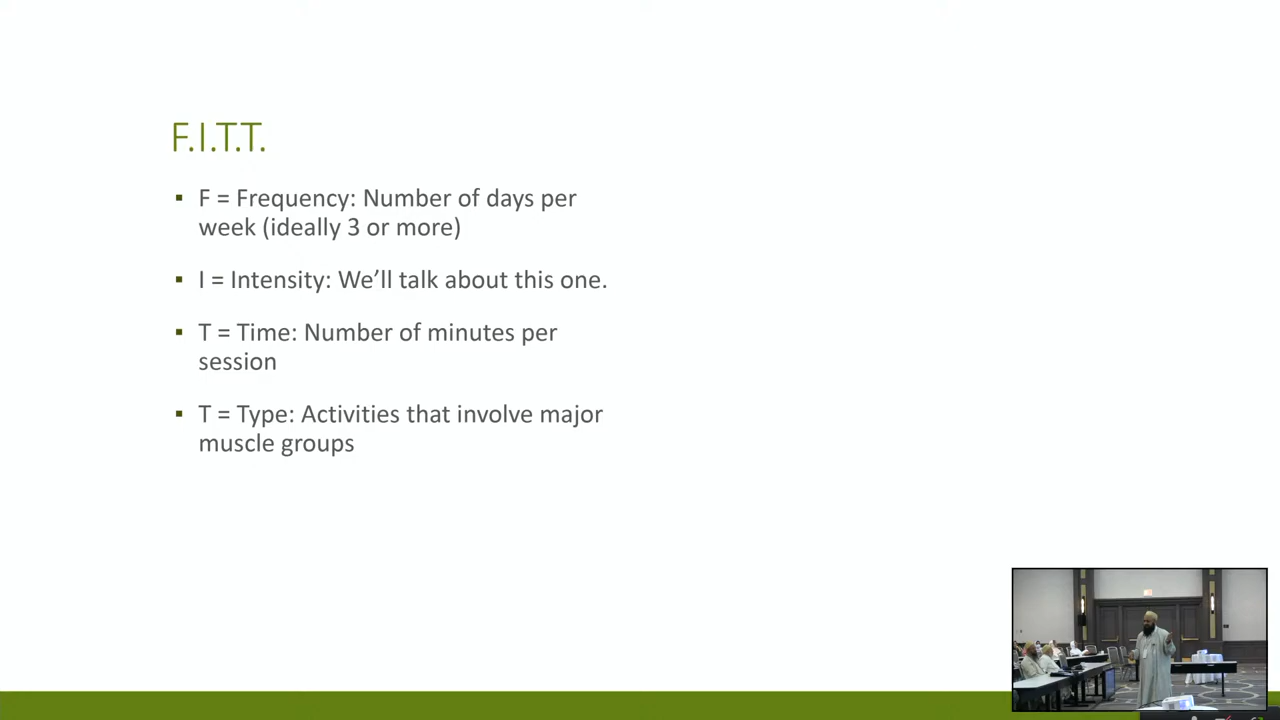 F.I.T.T.
▪ F = Frequency: Number of days per
week (ideally 3 or more)
▪ I = Intensity: We’ll talk about this one.
▪ T = Time: Number of minutes per
session
▪ T = Type: Activities that involve major
muscle groups